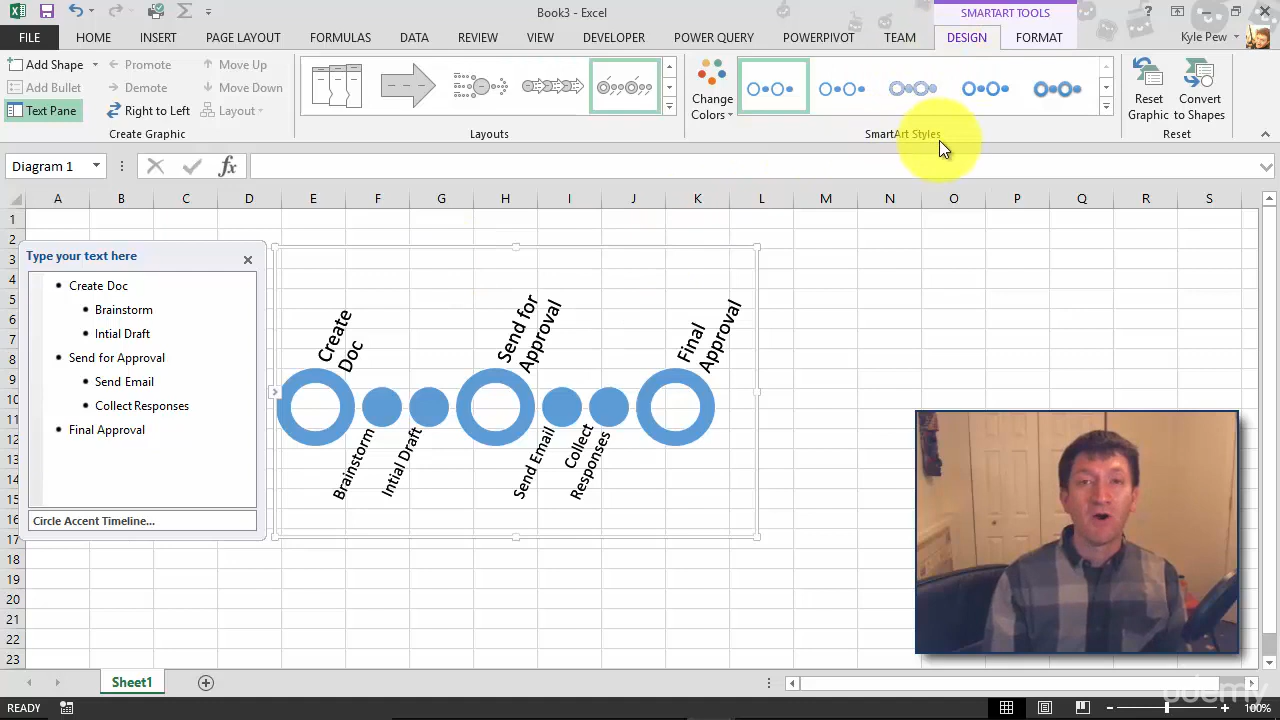 Book3 - Excel
SMARTART TOOLS
FILE HOME INSERT PAGE LAYOUT FORMULAS DATA REVIEW VIEW DEVELOPER POWER QUERY POWERPIVOT TEAM DESIGN FORMAT Kyle Pew
Add Shape Promote Move Up
Add Bullet Demote Move Down
Text Pane Right to Left Layout
Change Colors
Reset Graphic
Convert to Shapes
Create Graphic Layouts SmartArt Styles Reset
Diagram 1 fx
A B C D E F G H I J K L M N O P Q R S
1
2
3
4
5
6
7
8
9
10
11
12
13
14
15
16
17
18
19
20
21
22
23
Type your text here
Create Doc
Brainstorm
Intial Draft
Send for Approval
Send Email
Collect Responses
Final Approval
Circle Accent Timeline...
Create
Doc
Send for
Approval
Final
Approval
Brainstorm
Intial Draft
Send Email
Collect
Responses
Sheet1
READY 100%
udemy